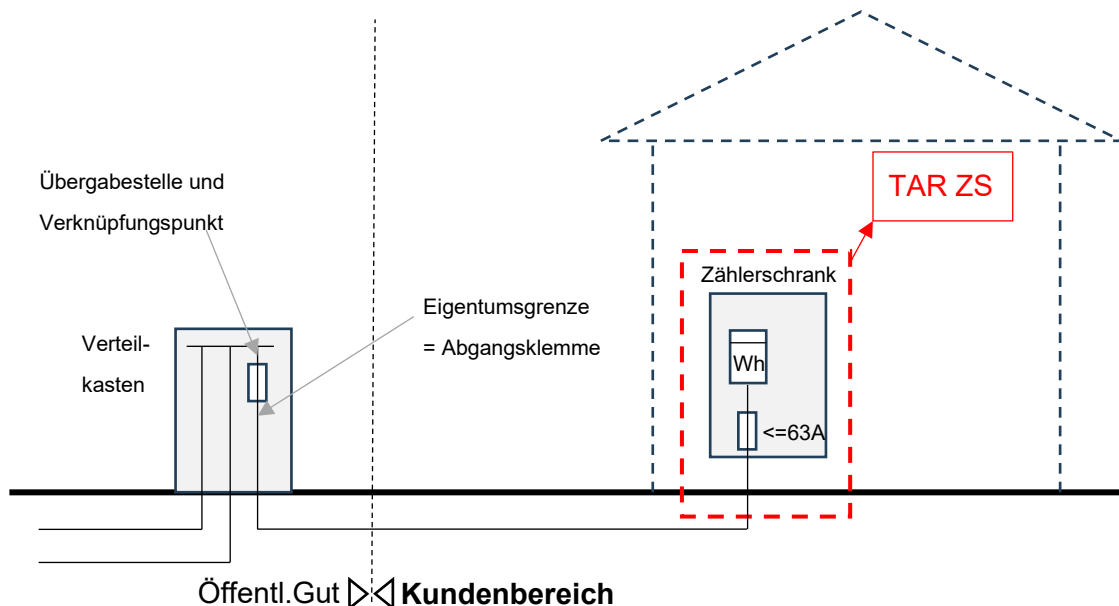 TAR ZS
Übergabestelle und
Verknüpfungspunkt
Zählerschrank
Eigentumsgrenze
= Abgangsklemme
Verteil-
kasten
Wh
<=63A
Öffentl.Gut
Kundenbereich